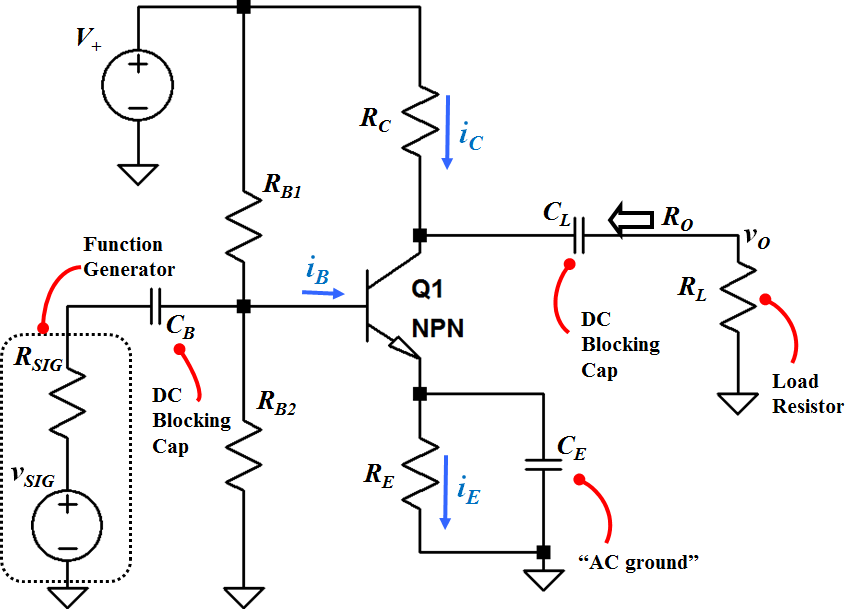 V+
RC
iC
RB1
CL
RO
vO
Function
Generator
iB
Q1
NPN
RL
CB
RSIG
DC
Blocking
Cap
DC
Blocking
Cap
Load
Resistor
RB2
vSIG
RE
iE
CE
“AC ground”